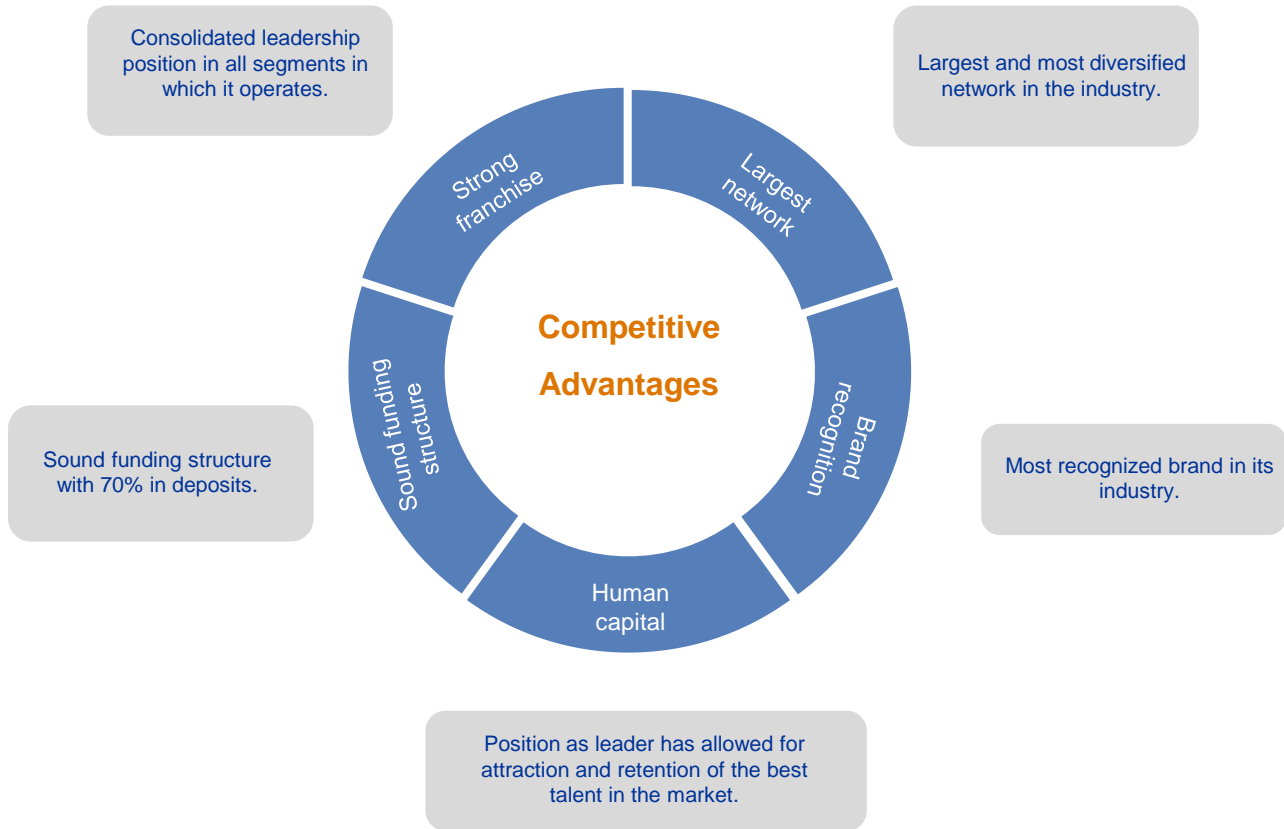 Consolidated leadership
position in all segments in
which it operates.
Largest and most diversified
network in the industry.
Strong
franchise
Largest
network
Competitive
Advantages
Sound funding
structure
Brand
recognition
Sound funding structure
with 70% in deposits.
Most recognized brand in its
industry.
Human
capital
Position as leader has allowed for
attraction and retention of the best
talent in the market.